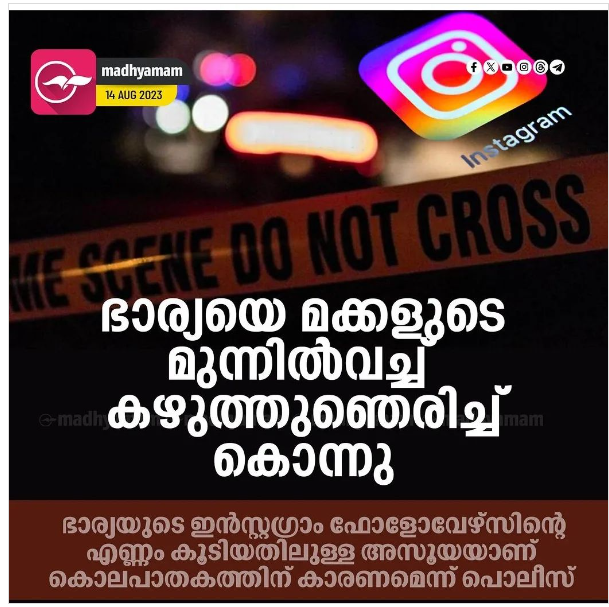 madhyamam
14 AUG 2023
Instagram
ME SCENE DO NOT CROSS
ഭാര്യയെ മക്കളുടെ
മുന്നിൽവച്ച്
കഴുത്തുഞെരിച്ച്
കൊന്നു
madhyamam
ഭാര്യയുടെ ഇൻസ്റ്റഗ്രാം ഫോളോവേഴ്സിന്റെ
എണ്ണം കൂടിയതിലുള്ള അസൂയയാണ്
കൊലപാതകത്തിന് കാരണമെന്ന് പൊലീസ്